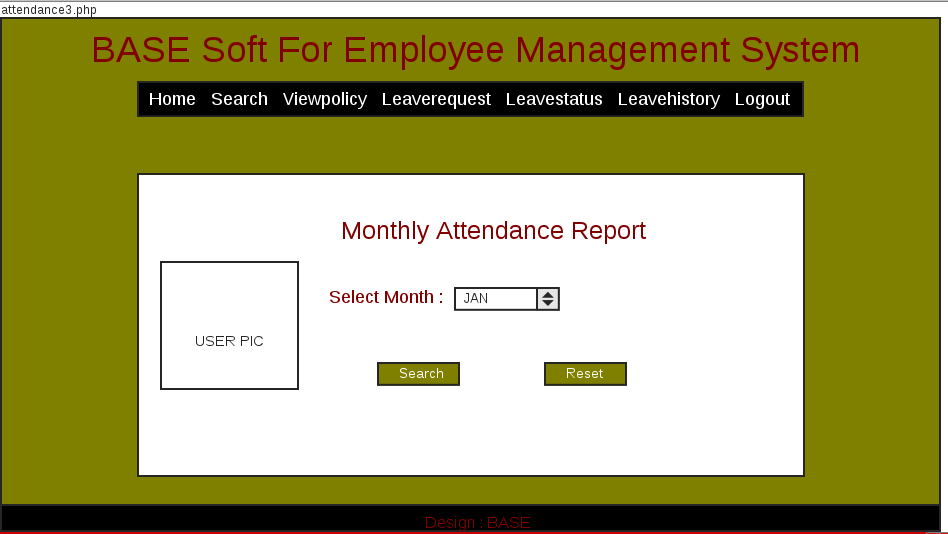 attendance3.php
BASE Soft For Employee Management System
Home Search Viewpolicy Leaverequest Leavestatus Leavehistory Logout
Monthly Attendance Report
Select Month : JAN
USER PIC
Search Reset
Design : BASE